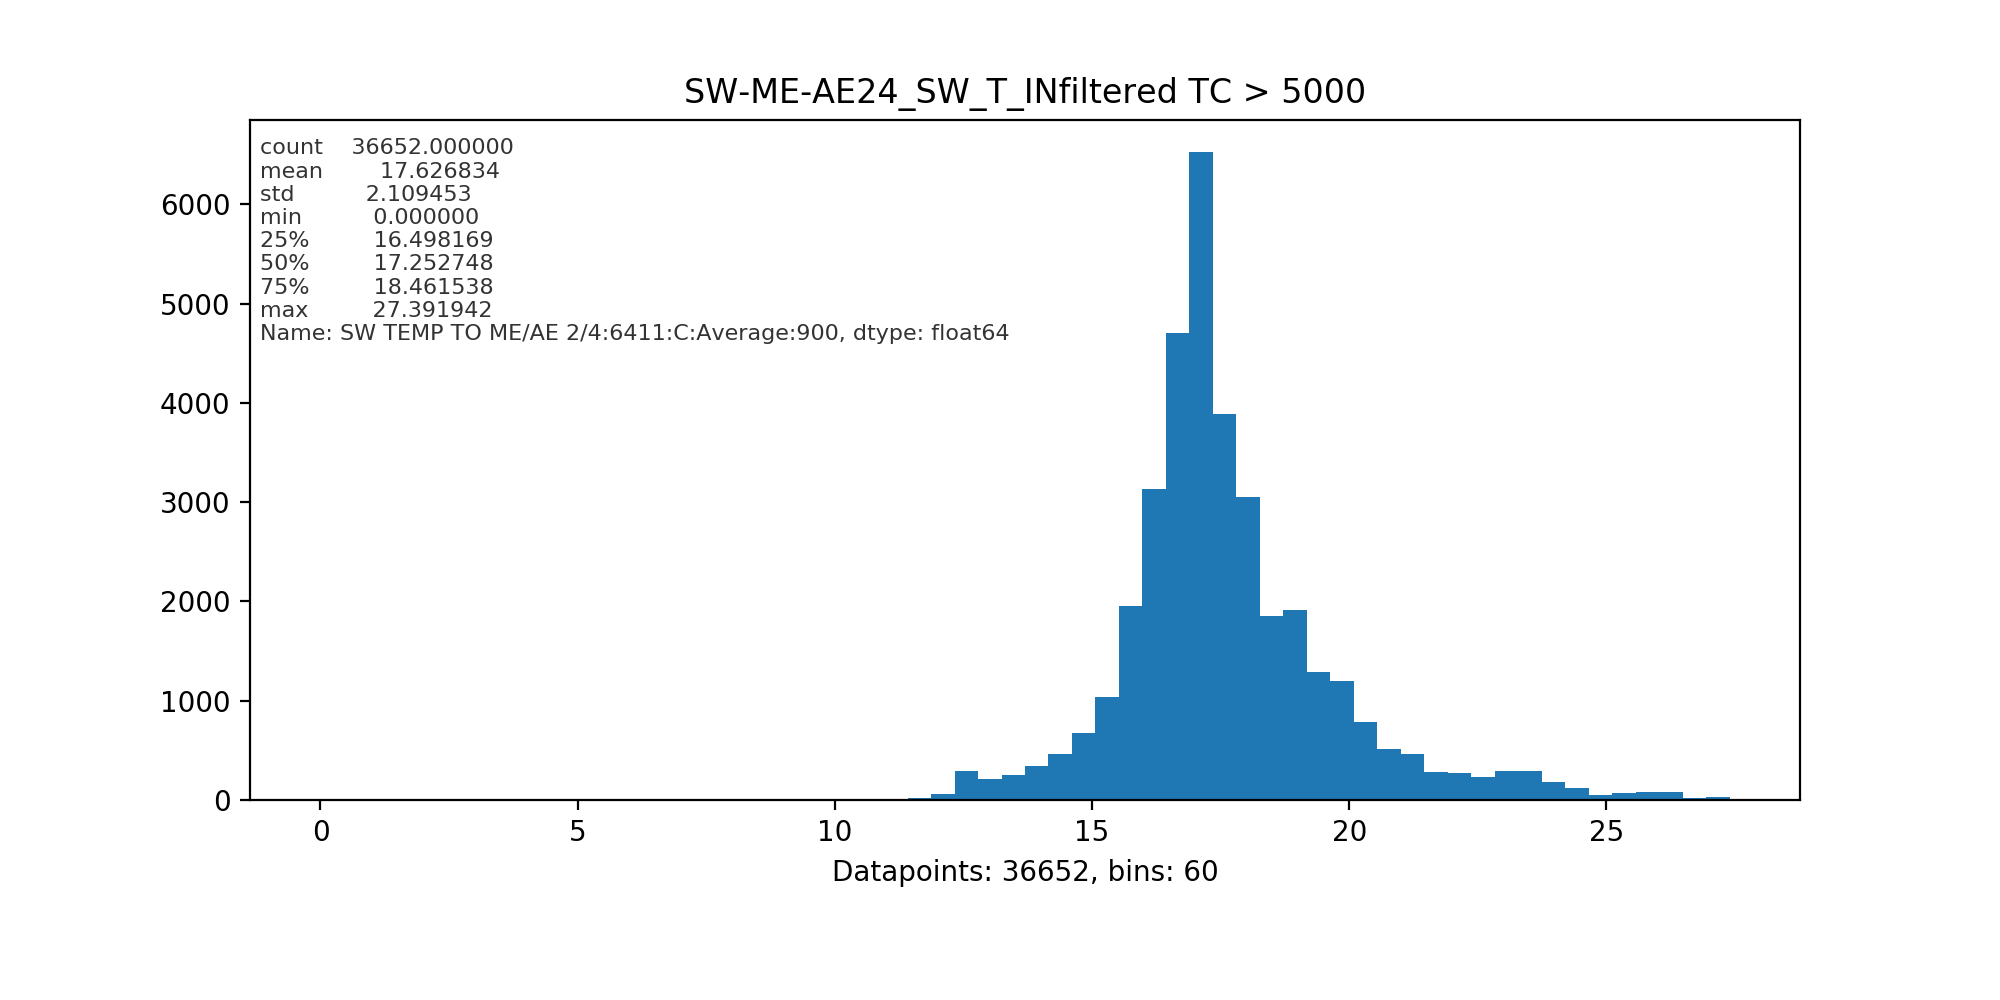 SW-ME-AE24_SW_T_INfiltered TC > 5000
count 36652.000000
mean 17.626834
std 2.109453
min 0.000000
25% 16.498169
50% 17.252748
75% 18.461538
max 27.391942
Name: SW TEMP TO ME/AE 2/4:6411:C:Average:900, dtype: float64
6000
5000
4000
3000
2000
1000
0
0 5 10 15 20 25
Datapoints: 36652, bins: 60